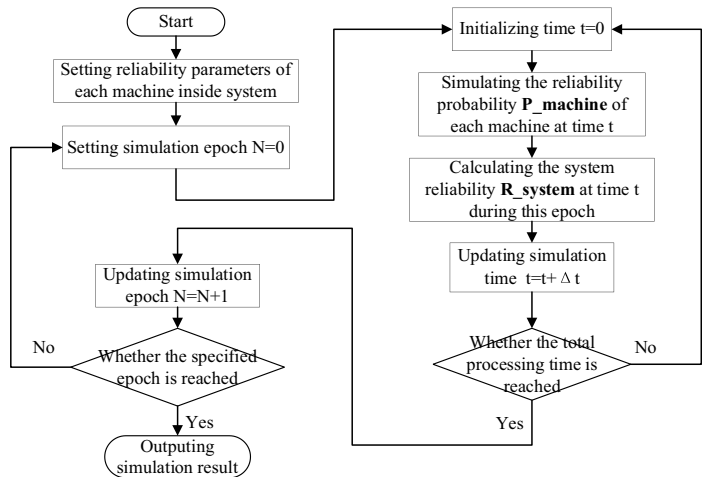 Start
Setting reliability parameters of
each machine inside system
Setting simulation epoch N=0
Initializing time t=0
Simulating the reliability
probability P_machine of
each machine at time t
Calculating the system
reliability R_system at time t
during this epoch
Updating simulation
time t=t+ Δ t
Whether the total
processing time is
reached
No
Yes
Updating simulation
epoch N=N+1
Whether the specified
epoch is reached
No
Yes
Outputing
simulation result